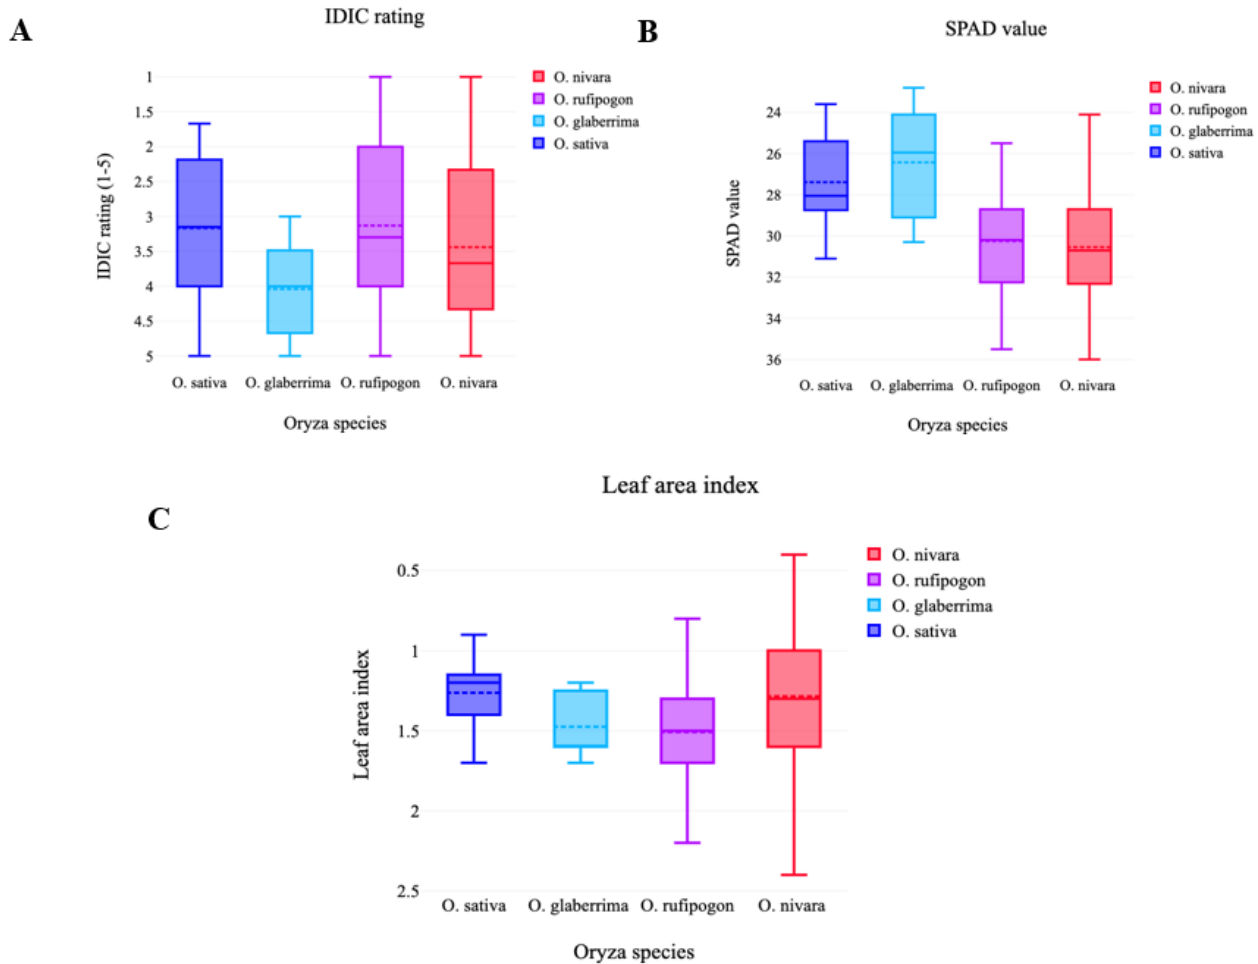 A
IDIC rating
IDIC rating (1-5)
1
1.5
2
2.5
3
3.5
4
4.5
5
O. sativa
O. glaberrima
O. rufipogon
O. nivara
Oryza species
O. nivara
O. rufipogon
O. glaberrima
O. sativa
B
SPAD value
SPAD value
24
26
28
30
32
34
36
O. sativa
O. glaberrima
O. rufipogon
O. nivara
Oryza species
O. nivara
O. rufipogon
O. glaberrima
O. sativa
C
Leaf area index
Leaf area index
0.5
1
1.5
2
2.5
O. sativa
O. glaberrima
O. rufipogon
O. nivara
Oryza species
O. nivara
O. rufipogon
O. glaberrima
O. sativa